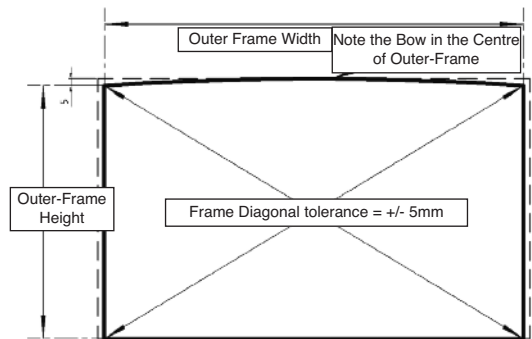 Outer Frame Width
Note the Bow in the Centre
of Outer-Frame
5
Outer-Frame
Height
Frame Diagonal tolerance = +/- 5mm